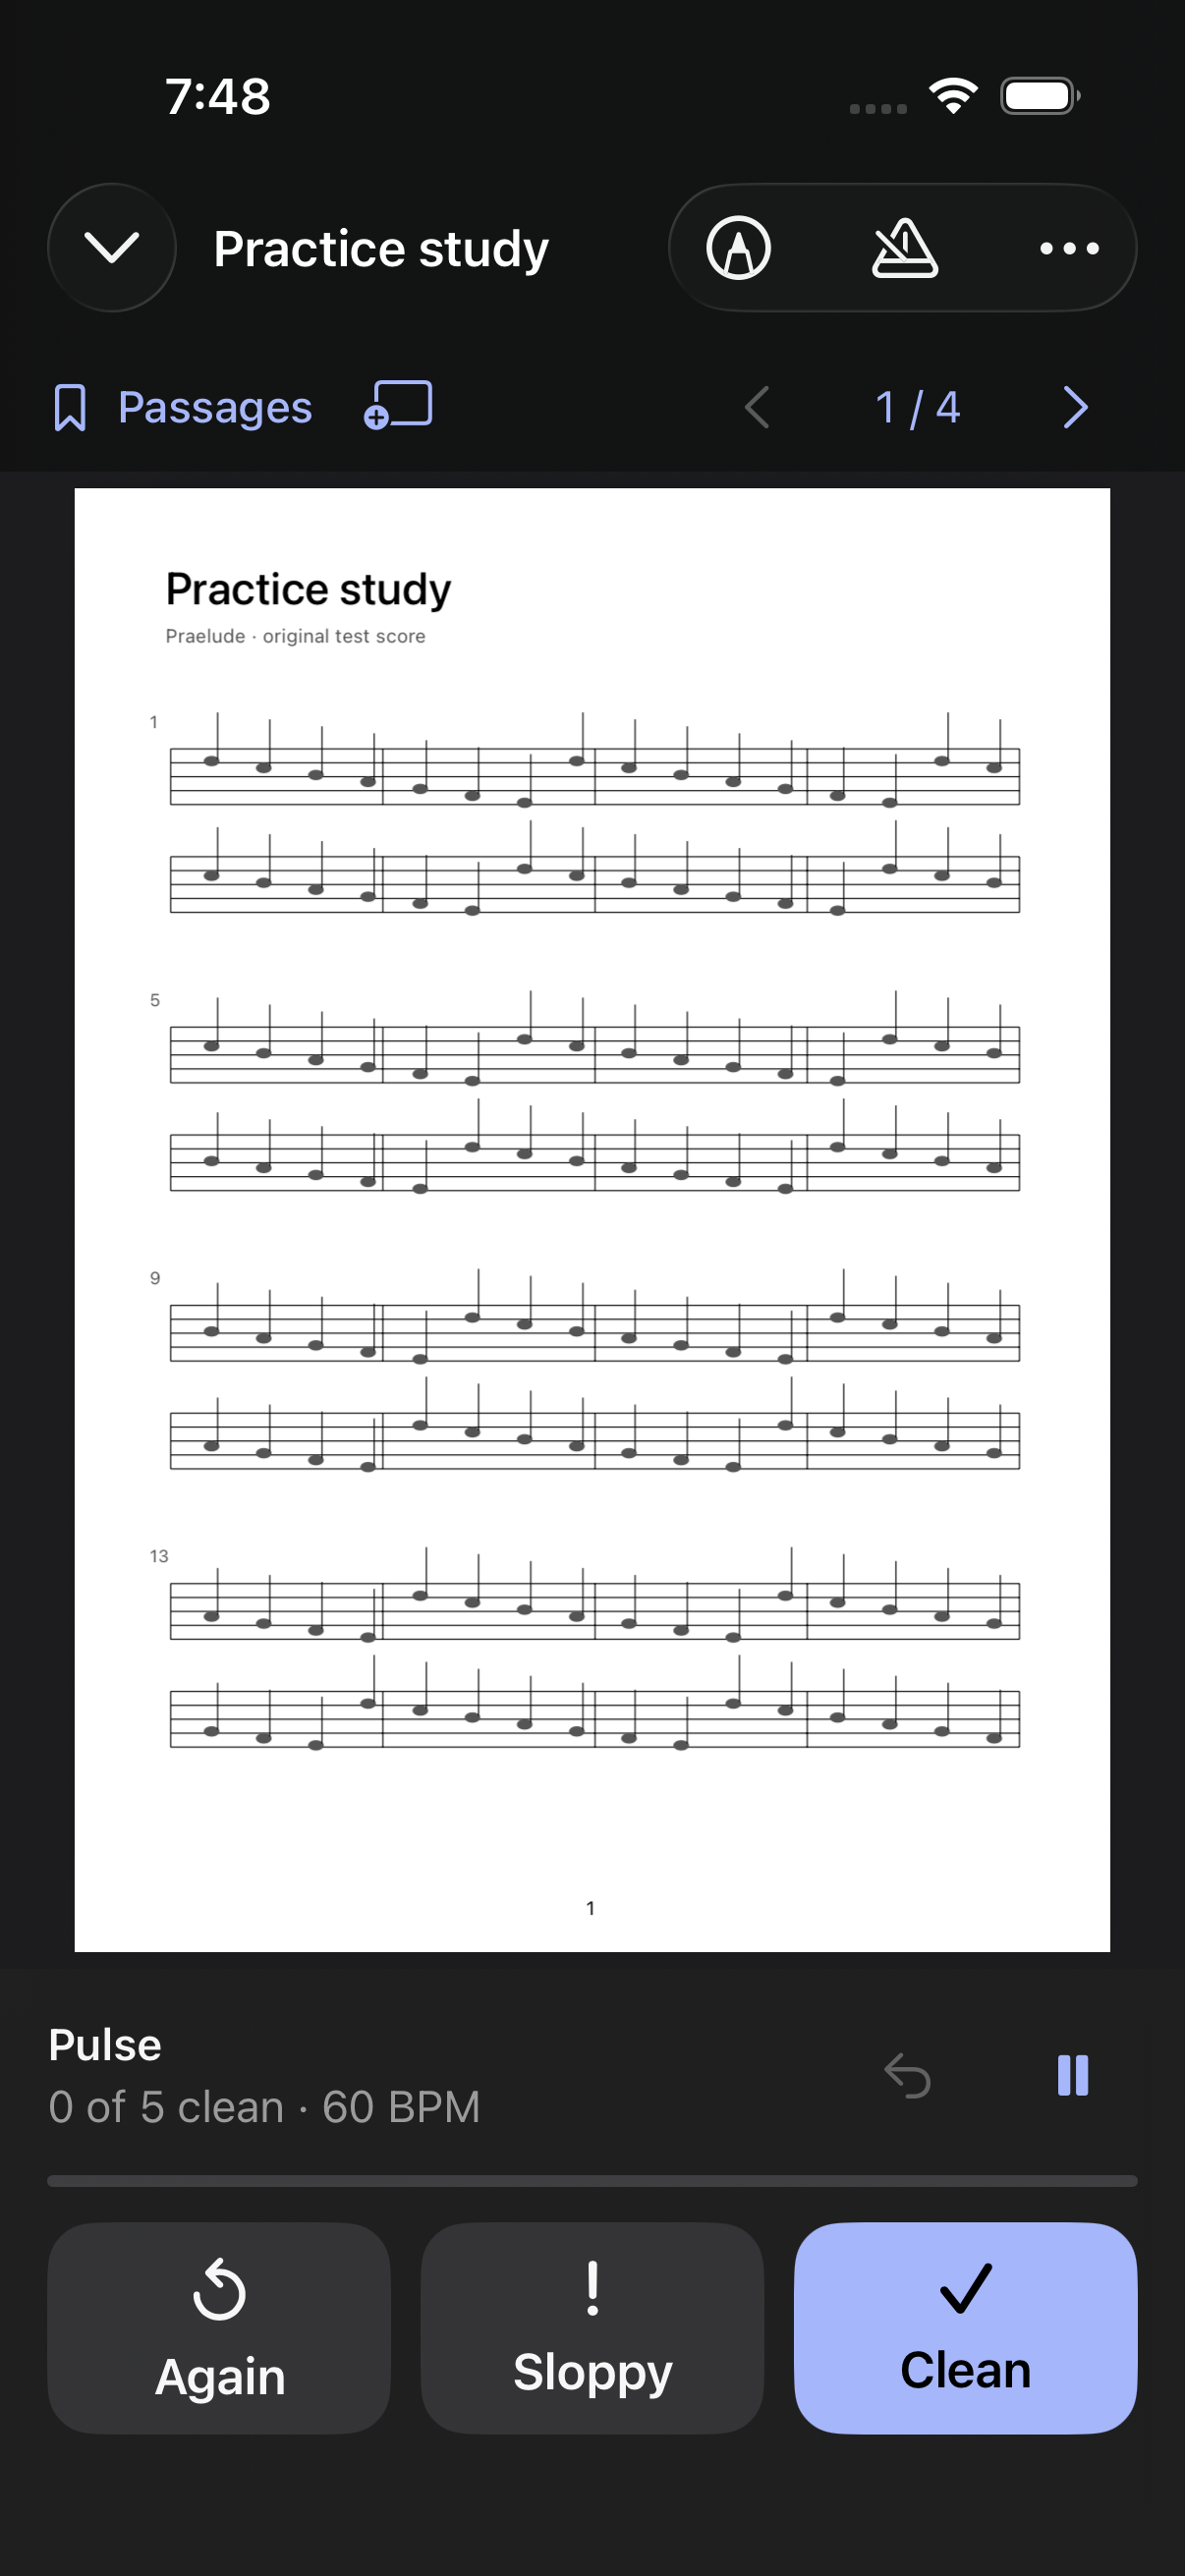 7:48
Practice study
Passages
1 / 4
Practice study
Praelude · original test score
1
5
9
13
1
Pulse
0 of 5 clean · 60 BPM
Again
Sloppy
Clean